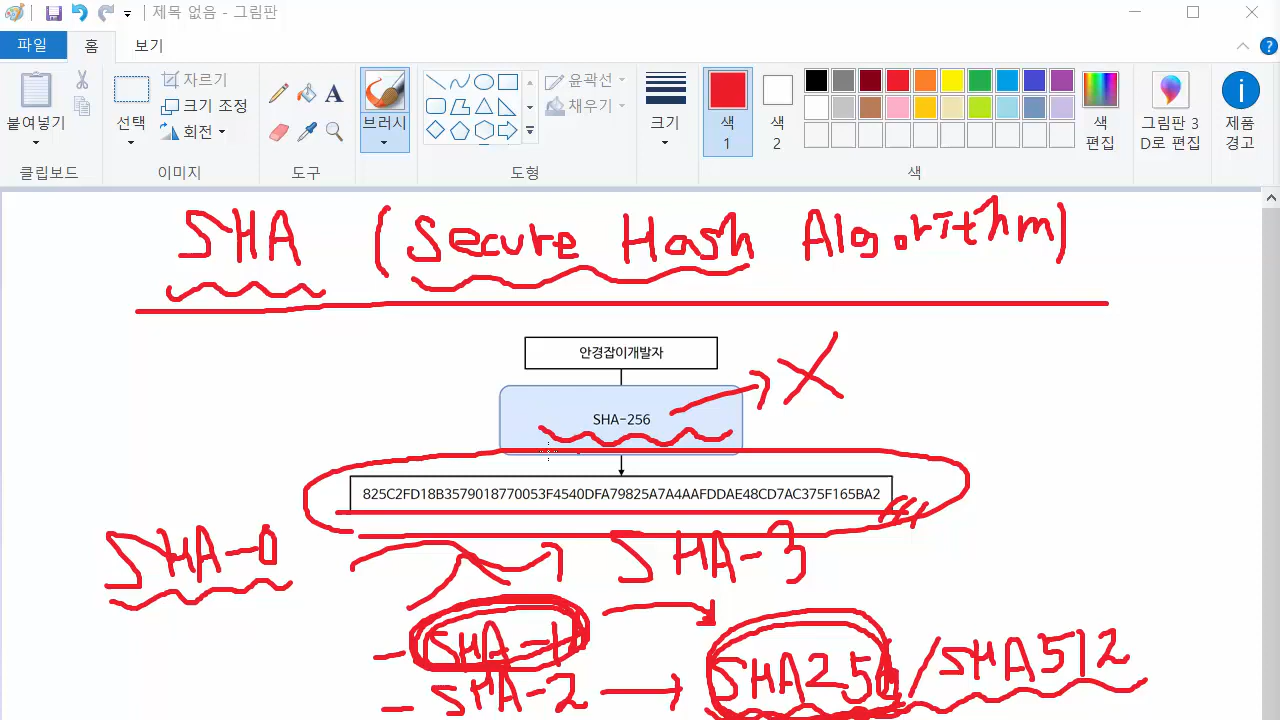 제목 없음 - 그림판
파일 홈 보기
붙여넣기
선택
자르기
크기 조정
회전
A
브러시
윤곽선
채우기
크기
색
1
색
2
색
편집
그림판 3
D로 편집
제품
경고
클립보드 이미지 도구 도형 색
SHA (Secure Hash Algorithm)
안경잡이개발자
SHA-256
X
825C2FD18B3579018770053F4540DFA79825A7A4AAFDDAE48CD7AC375F165BA2
SHA-0 SHA-3
- SHA-1
- SHA-2 → SHA256 / SHA512